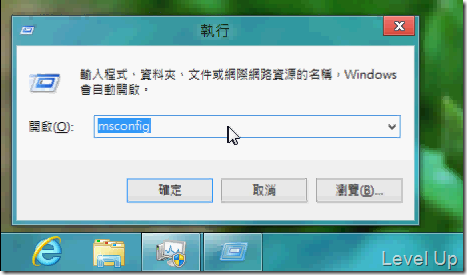 執行
輸入程式、資料夾、文件或網際網路資源的名稱，Windows
會自動開啟。
開啟(O): msconfig
確定 取消 瀏覽(B)...
Level Up